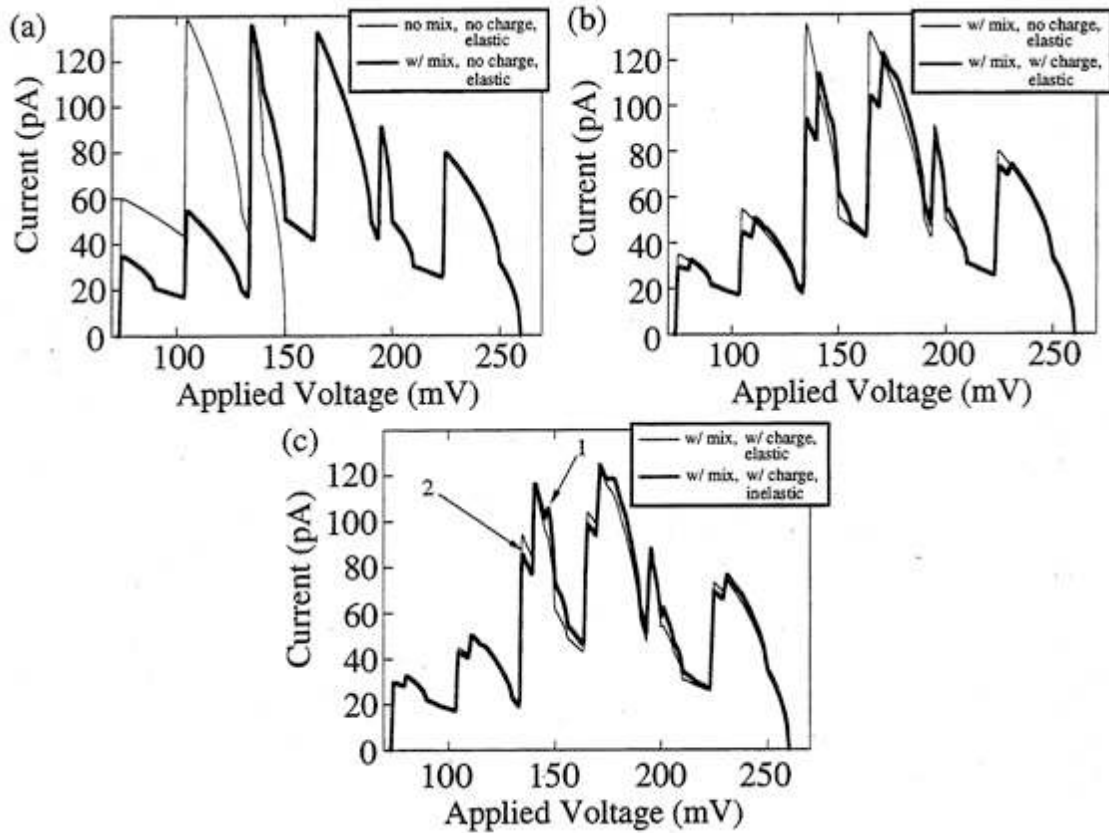 (a)
no mix, no charge,
elastic
w/ mix, no charge,
elastic
Current (pA)
120
100
80
60
40
20
0
100 150 200 250
Applied Voltage (mV)
(b)
w/ mix, no charge,
elastic
w/ mix, w/ charge,
elastic
Current (pA)
120
100
80
60
40
20
0
100 150 200 250
Applied Voltage (mV)
(c)
w/ mix, w/ charge,
elastic
w/ mix, w/ charge,
inelastic
1
2
Current (pA)
120
100
80
60
40
20
0
100 150 200 250
Applied Voltage (mV)